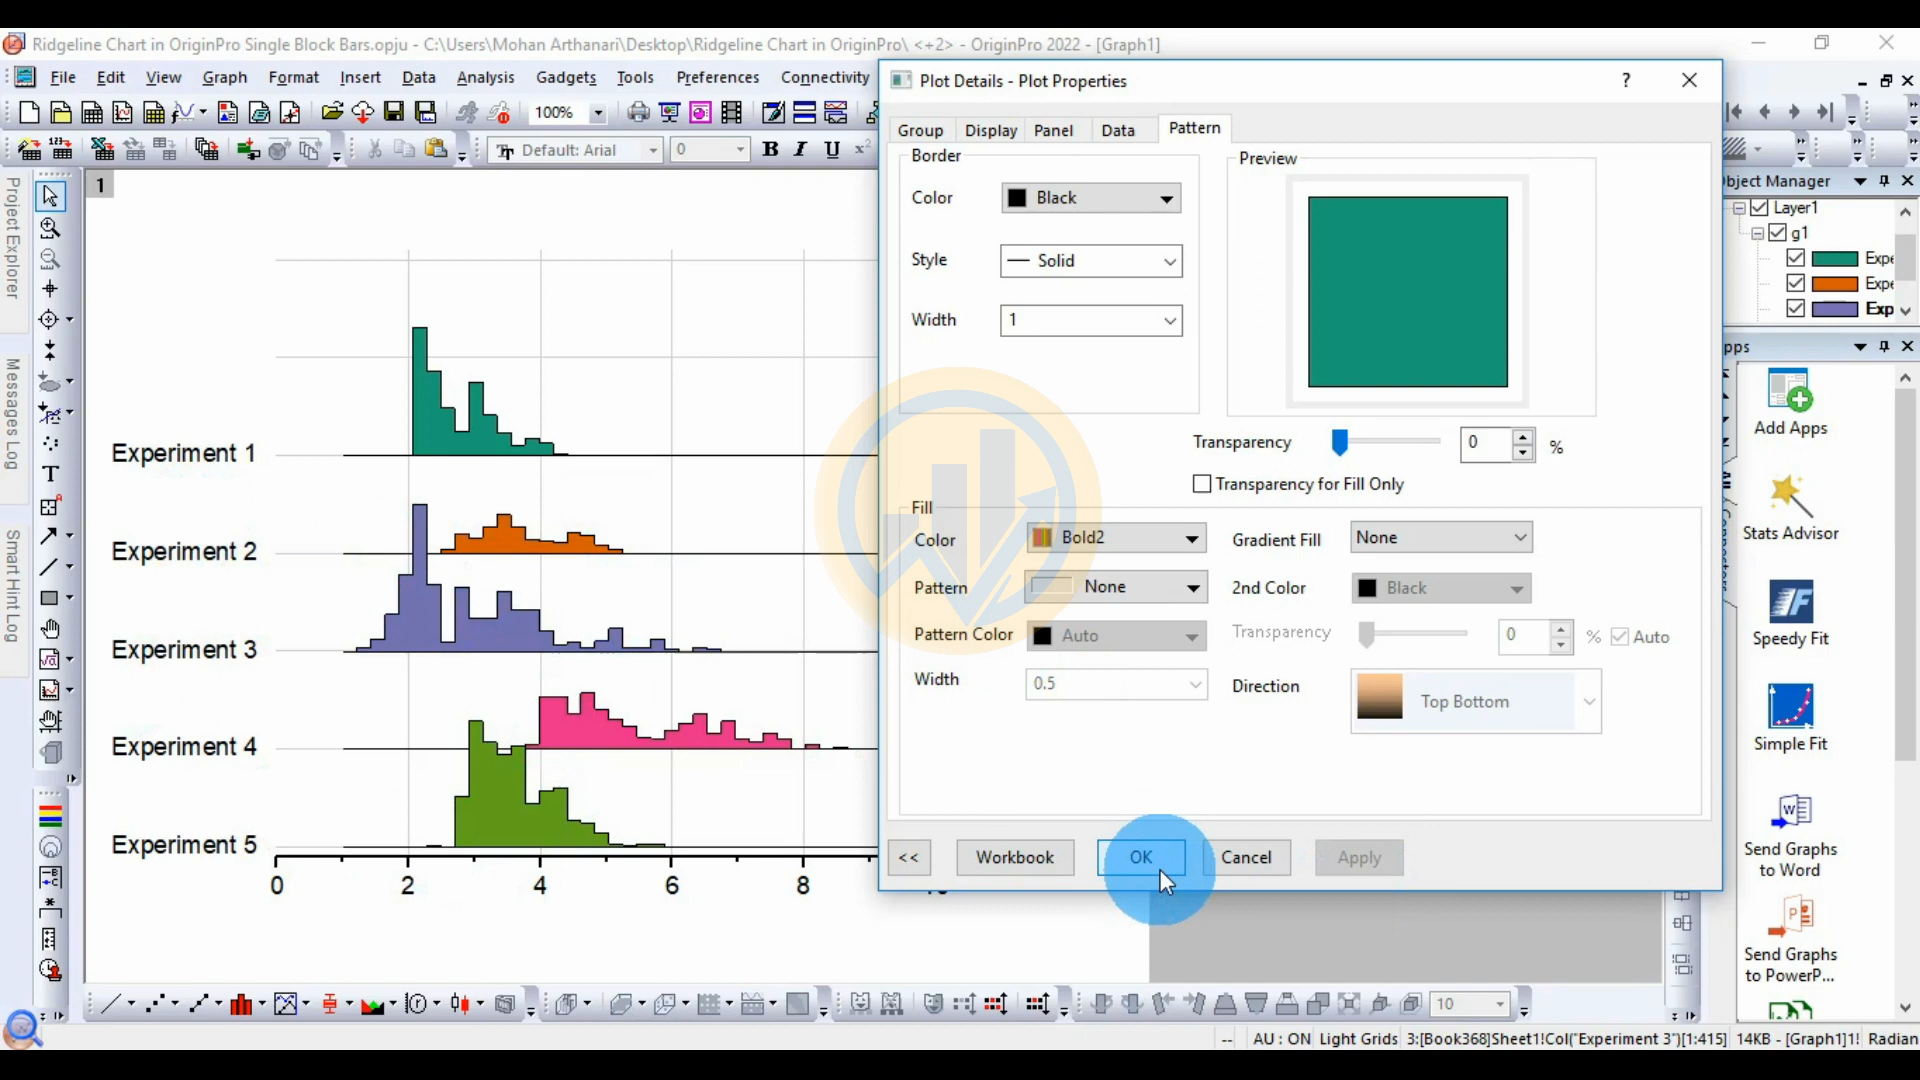 Ridgeline Chart in OriginPro Single Block Bars.opju - C:\Users\Mohan Arthanari\Desktop\Ridgeline Chart in OriginPro\ <+2> - OriginPro 2022 - [Graph1]
File Edit View Graph Format Insert Data Analysis Gadgets Tools Preferences Connectivity
100%
Default: Arial 0 B I U
Project Explorer
Messages Log
Smart Hint Log
1
Experiment 1
Experiment 2
Experiment 3
Experiment 4
Experiment 5
0 2 4 6 8
Plot Details - Plot Properties
Group Display Panel Data Pattern
Border
Color Black
Style Solid
Width 1
Preview
Transparency 0 %
Transparency for Fill Only
Fill
Color Bold2 Gradient Fill None
Pattern None 2nd Color Black
Pattern Color Auto Transparency 0 % Auto
Width 0.5 Direction Top Bottom
<< Workbook OK Cancel Apply
bject Manager
Layer1
g1
Expe
Expe
Exp
pps
Add Apps
Stats Advisor
Speedy Fit
Simple Fit
Send Graphs
to Word
Send Graphs
to PowerP...
10
-- AU : ON Light Grids 3:[Book368]Sheet1!Col("Experiment 3")[1:415] 14KB - [Graph1]1! Radian